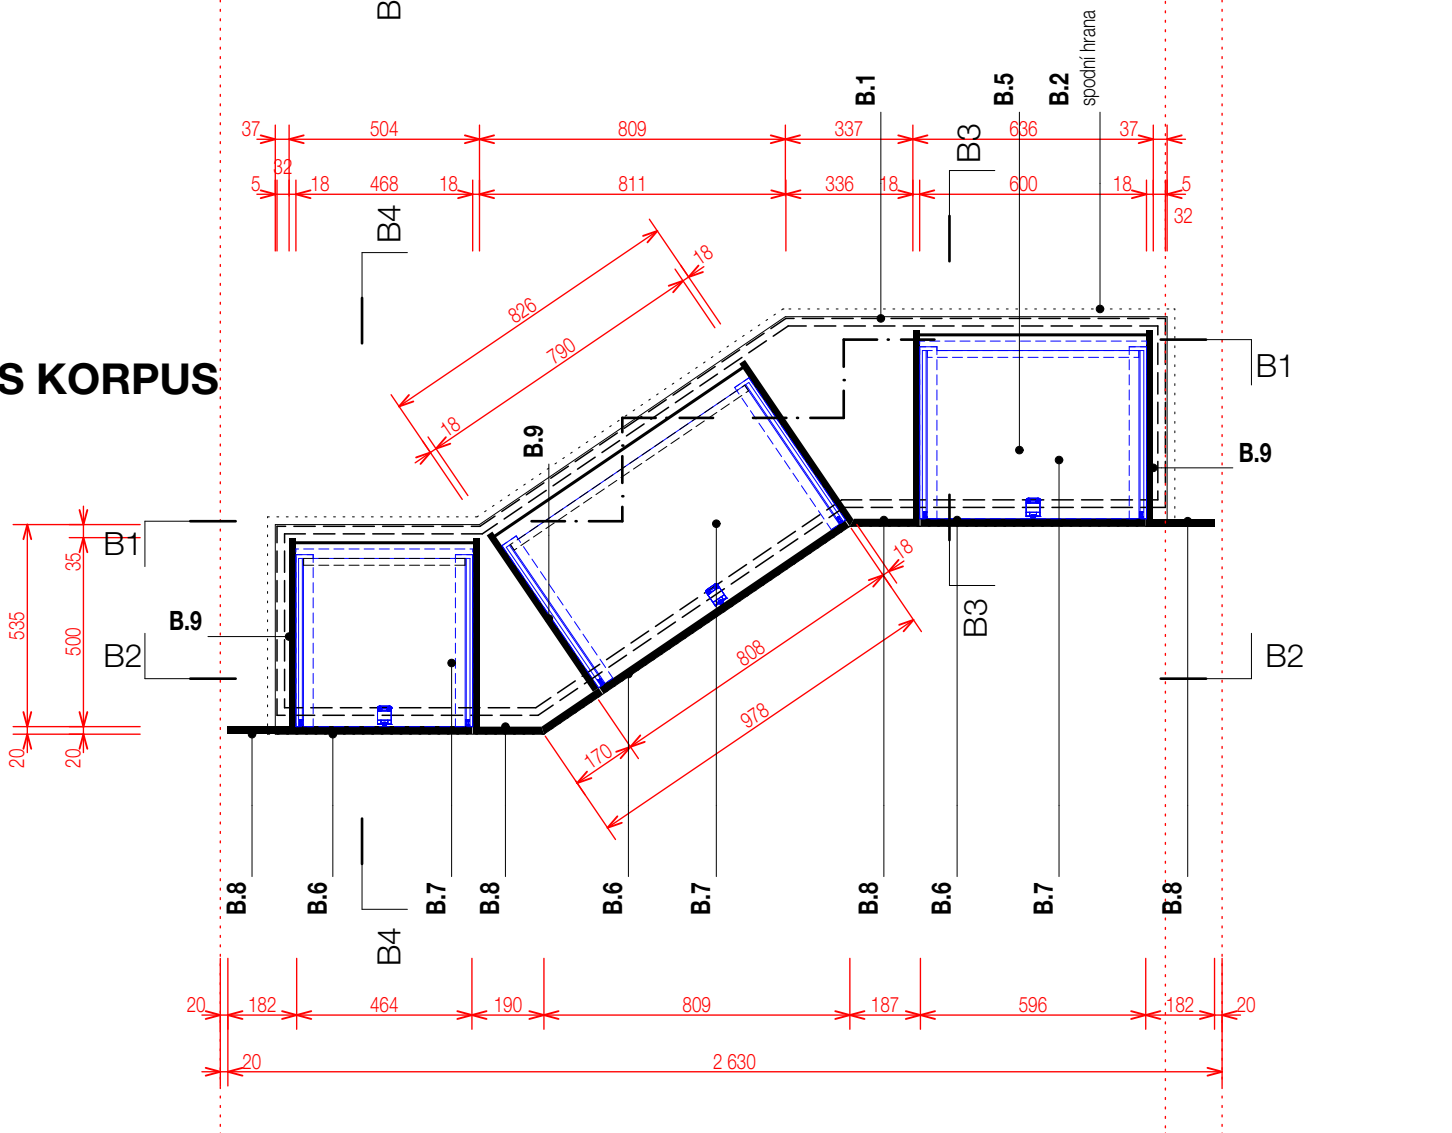 B
spodní hrana
B.1
B.5
B.2
37
504
809
337
636
37
B3
32
5
18
468
18
811
336
18
600
18
5
32
B4
826
18
790
18
S KORPUS
B1
B.9
B.9
B1
35
535
500
B.9
B2
18
B3
808
B2
978
170
20
20
B.8
B.6
B.7
B.8
B.6
B.7
B.8
B.6
B.7
B.8
B4
20
182
464
190
809
187
596
182
20
20
2 630